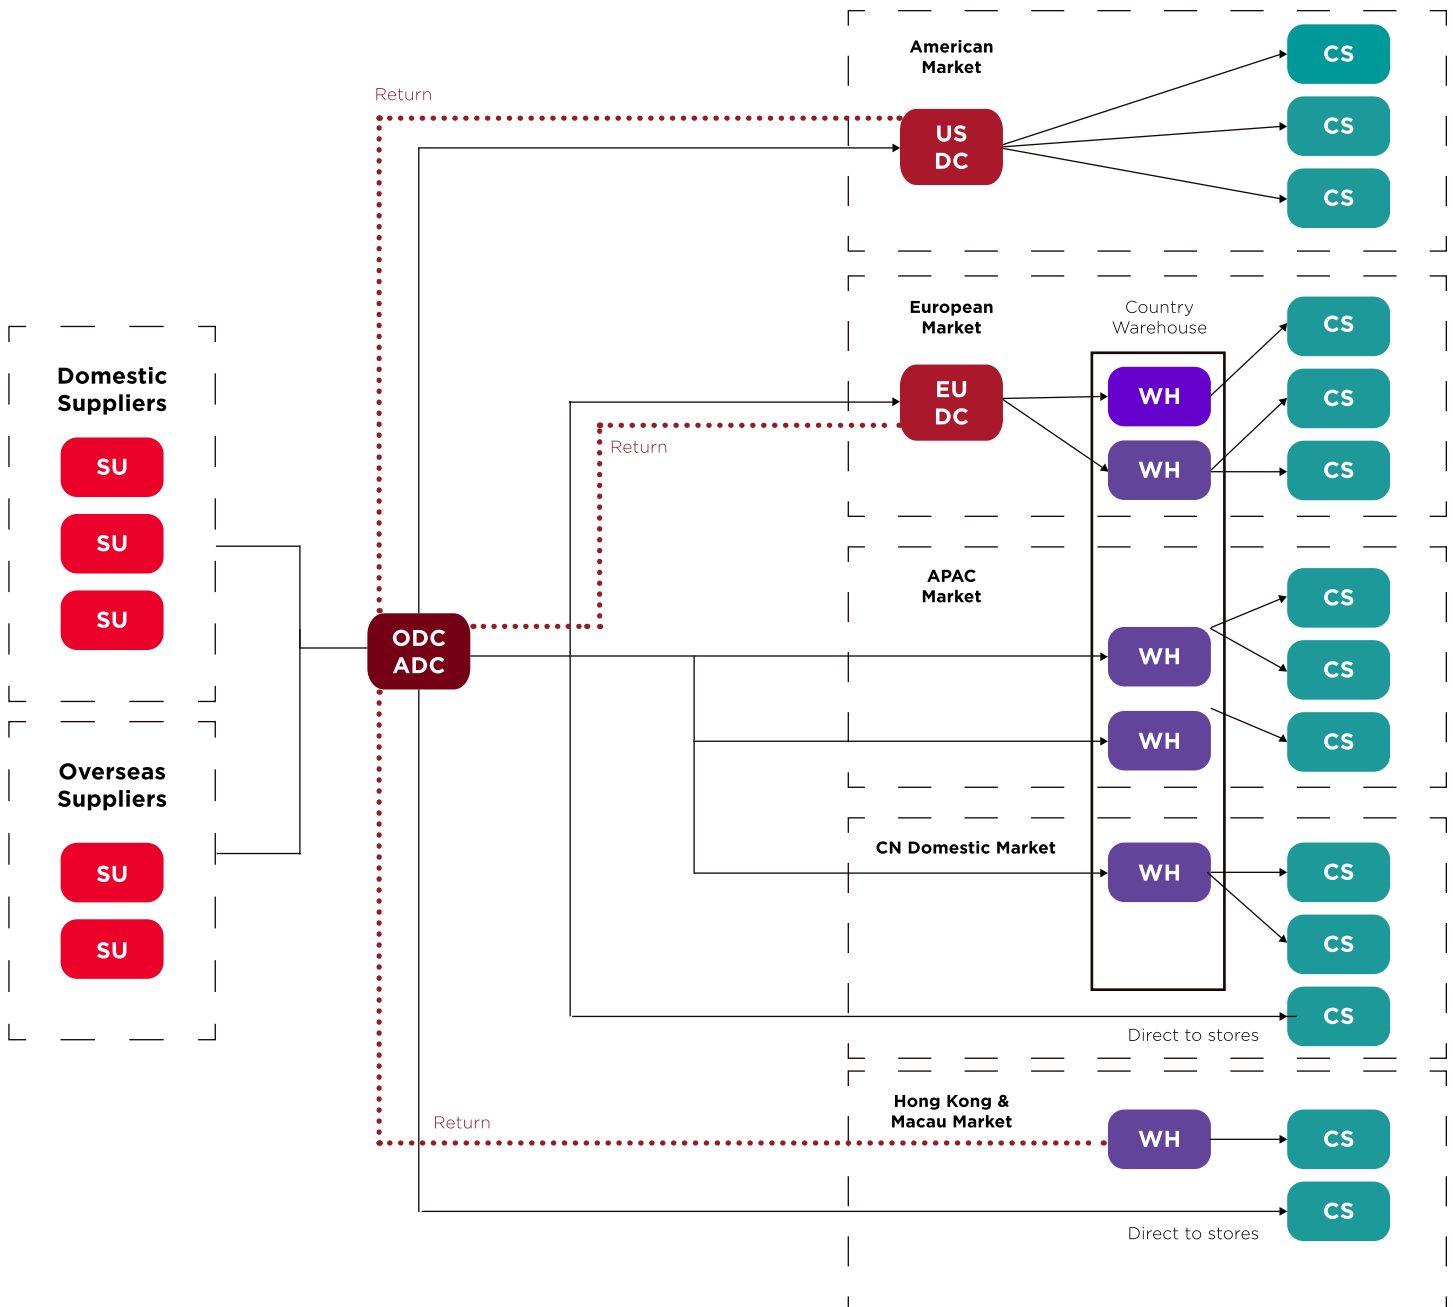 American
Market
CS
Return
CS
US
DC
CS
European
Market
Country
Warehouse
CS
Domestic
Suppliers
EU
DC
WH
CS
Return
SU
WH
CS
SU
APAC
Market
CS
SU
ODC
ADC
WH
CS
WH
CS
Overseas
Suppliers
CN Domestic Market
SU
WH
CS
SU
CS
CS
Direct to stores
Hong Kong &
Macau Market
Return
WH
CS
CS
Direct to stores